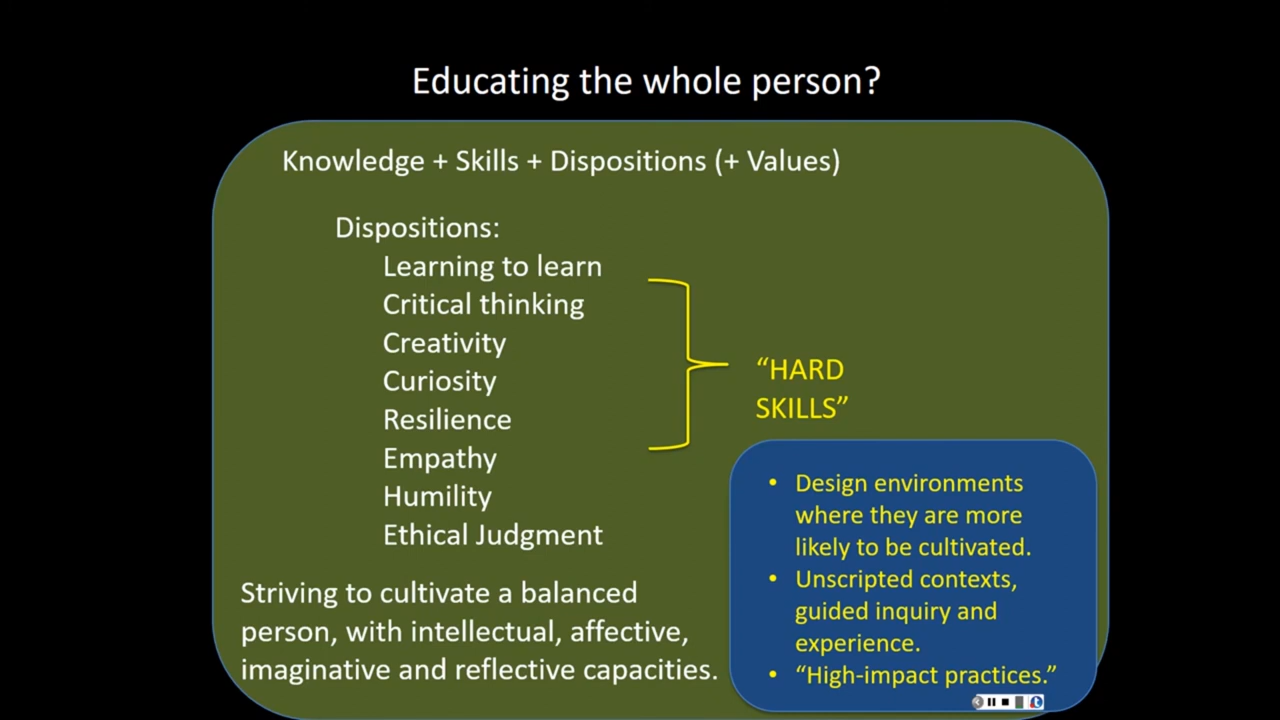 Educating the whole person?
Knowledge + Skills + Dispositions (+ Values)
Dispositions:
Learning to learn
Critical thinking
Creativity
Curiosity
Resilience
Empathy
Humility
Ethical Judgment
“HARD
SKILLS”
Striving to cultivate a balanced
person, with intellectual, affective,
imaginative and reflective capacities.
• Design environments
where they are more
likely to be cultivated.
• Unscripted contexts,
guided inquiry and
experience.
• “High-impact practices.”